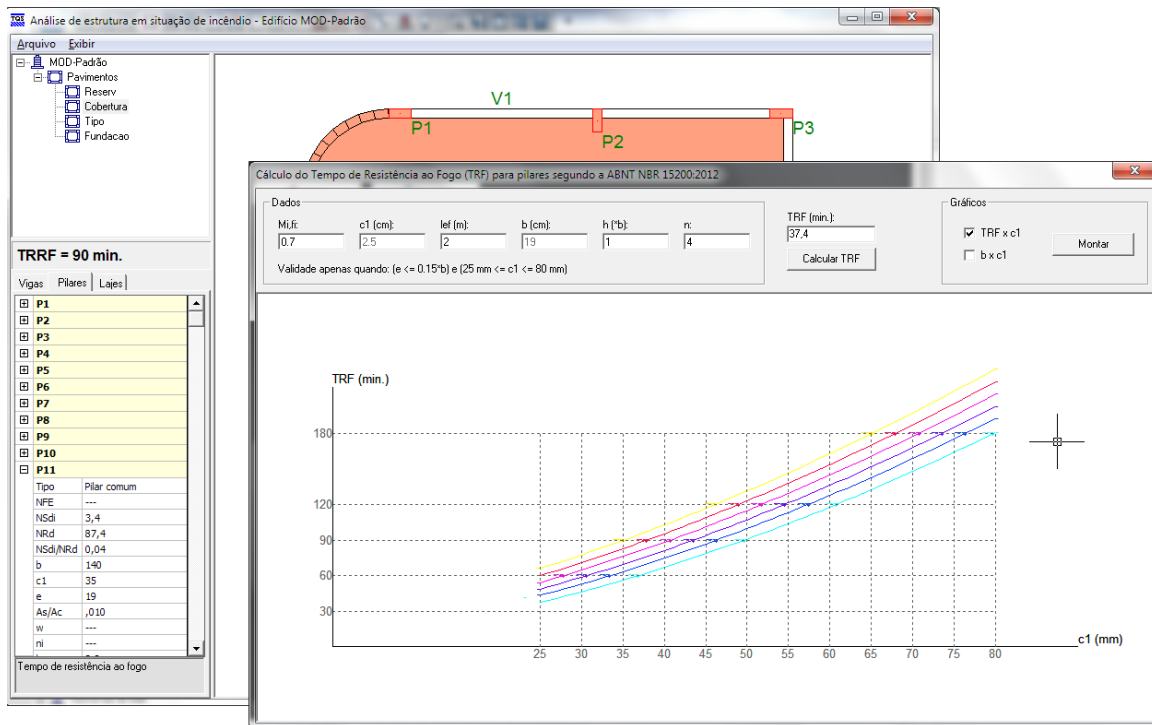 TQS Análise de estrutura em situação de incêndio - Edifício MOD-Padrão
Arquivo Exibir
MOD-Padrão
Pavimentos
Reserv
Cobertura
Tipo
Fundacao
V1
P1
P2
P3
TRRF = 90 min.
Vigas Pilares Lajes
P1
P2
P3
P4
P5
P6
P7
P8
P9
P10
P11
Tipo Pilar comum
NFE ---
NSdi 3,4
NRd 87,4
NSdi/NRd 0,04
b 140
c1 35
e 19
As/Ac ,010
w ---
ni ---
Tempo de resistência ao fogo
Cálculo do Tempo de Resistência ao Fogo (TRF) para pilares segundo a ABNT NBR 15200:2012
Dados
Mi,fi: c1 (cm): lef (m): b (cm): h (*b): n:
0.7 2.5 2 19 1 4
Validade apenas quando: (e <= 0.15*b) e (25 mm <= c1 <= 80 mm)
TRF (min.):
37,4
Calcular TRF
Gráficos
TRF x c1
b x c1
Montar
TRF (min.)
180
120
90
60
30
25 30 35 40 45 50 55 60 65 70 75 80
c1 (mm)